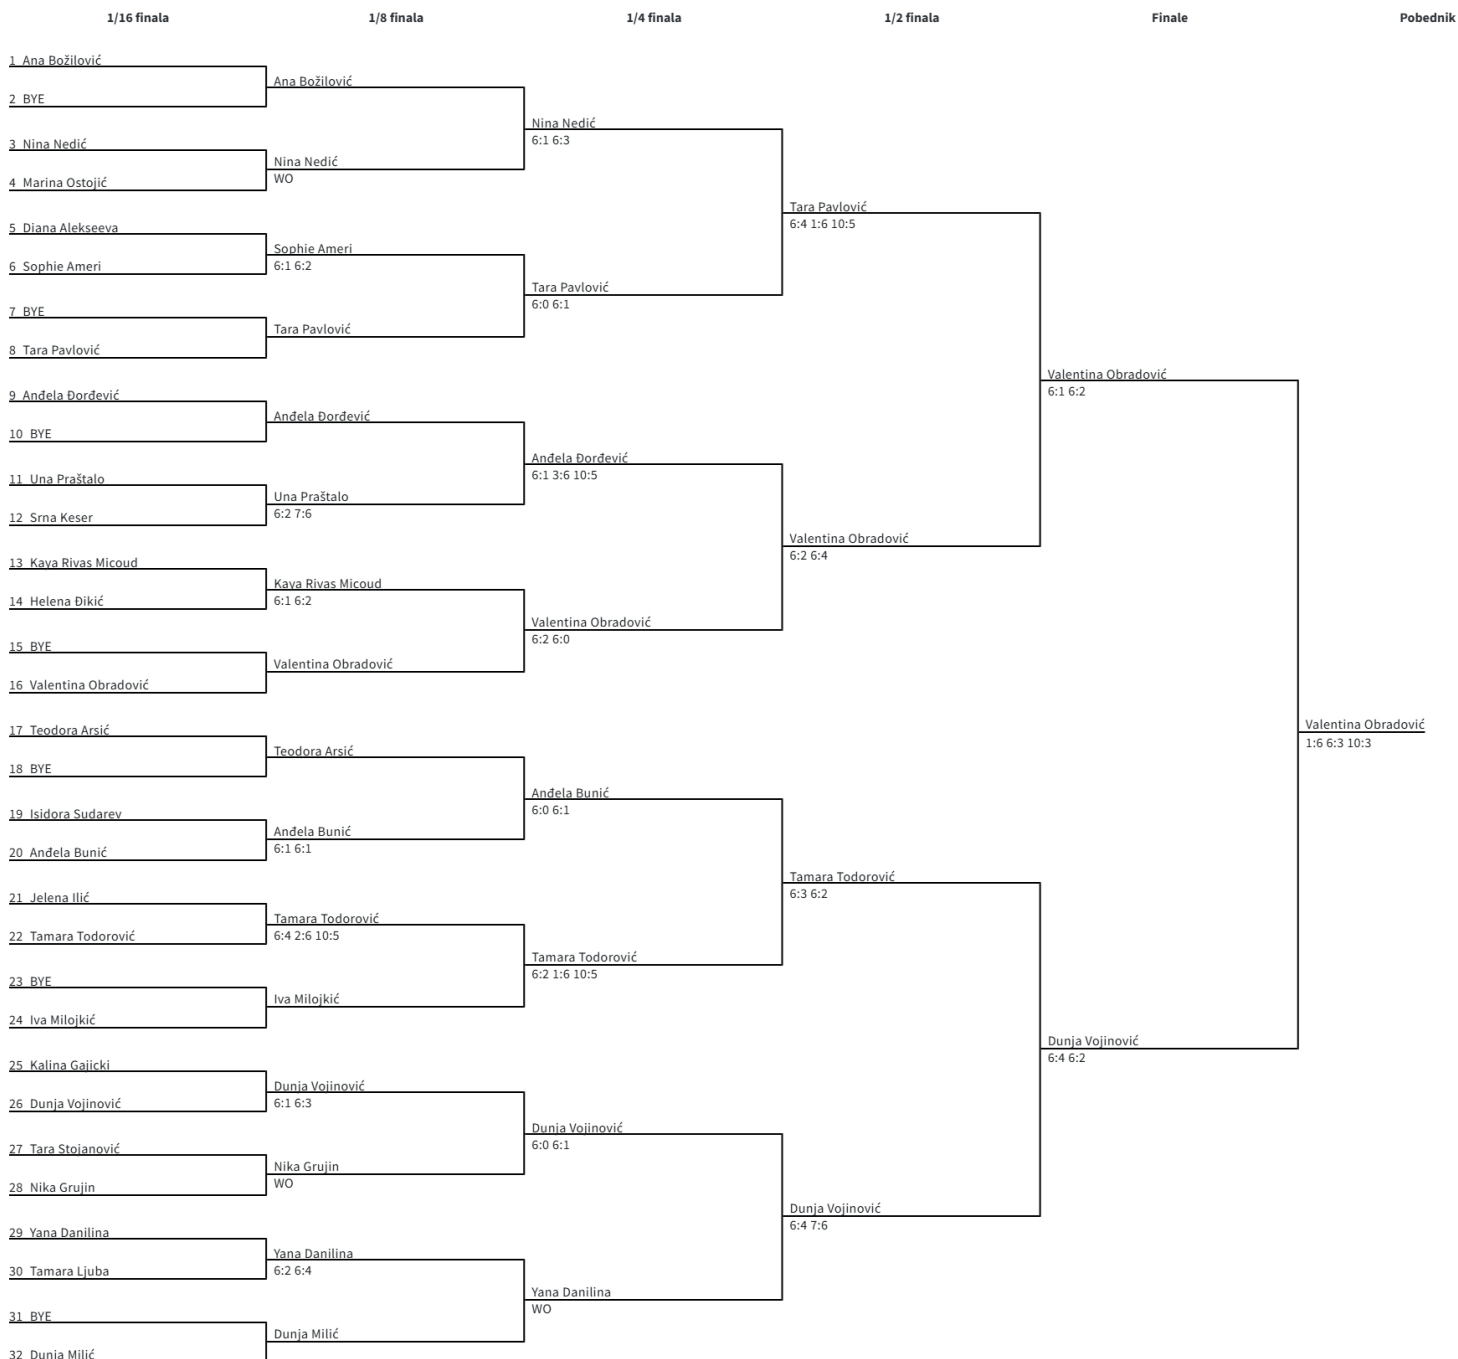 1/16 finala
1/8 finala
1/4 finala
1/2 finala
Finale
Pobednik
1 Ana Božilović
2 BYE
3 Nina Nedić
4 Marina Ostojić
5 Diana Alekseeva
6 Sophie Ameri
7 BYE
8 Tara Pavlović
9 Anđela Đorđević
10 BYE
11 Una Praštalo
12 Srna Keser
13 Kaya Rivas Micoud
14 Helena Đikić
15 BYE
16 Valentina Obradović
17 Teodora Arsić
18 BYE
19 Isidora Sudarev
20 Anđela Bunić
21 Jelena Ilić
22 Tamara Todorović
23 BYE
24 Iva Milojkić
25 Kalina Gajicki
26 Dunja Vojinović
27 Tara Stojanović
28 Nika Grujin
29 Yana Danilina
30 Tamara Ljuba
31 BYE
32 Dunja Milić
Ana Božilović
Nina Nedić
WO
Sophie Ameri
6:1 6:2
Tara Pavlović
Anđela Đorđević
Una Praštalo
6:2 7:6
Kaya Rivas Micoud
6:1 6:2
Valentina Obradović
Teodora Arsić
Anđela Bunić
6:1 6:1
Tamara Todorović
6:4 2:6 10:5
Iva Milojkić
Dunja Vojinović
6:1 6:3
Nika Grujin
WO
Yana Danilina
6:2 6:4
Dunja Milić
Nina Nedić
6:1 6:3
Tara Pavlović
6:0 6:1
Anđela Đorđević
6:1 3:6 10:5
Valentina Obradović
6:2 6:0
Anđela Bunić
6:0 6:1
Tamara Todorović
6:2 1:6 10:5
Dunja Vojinović
6:0 6:1
Yana Danilina
WO
Tara Pavlović
6:4 1:6 10:5
Valentina Obradović
6:2 6:4
Tamara Todorović
6:3 6:2
Dunja Vojinović
6:4 7:6
Valentina Obradović
6:1 6:2
Dunja Vojinović
6:4 6:2
Valentina Obradović
1:6 6:3 10:3